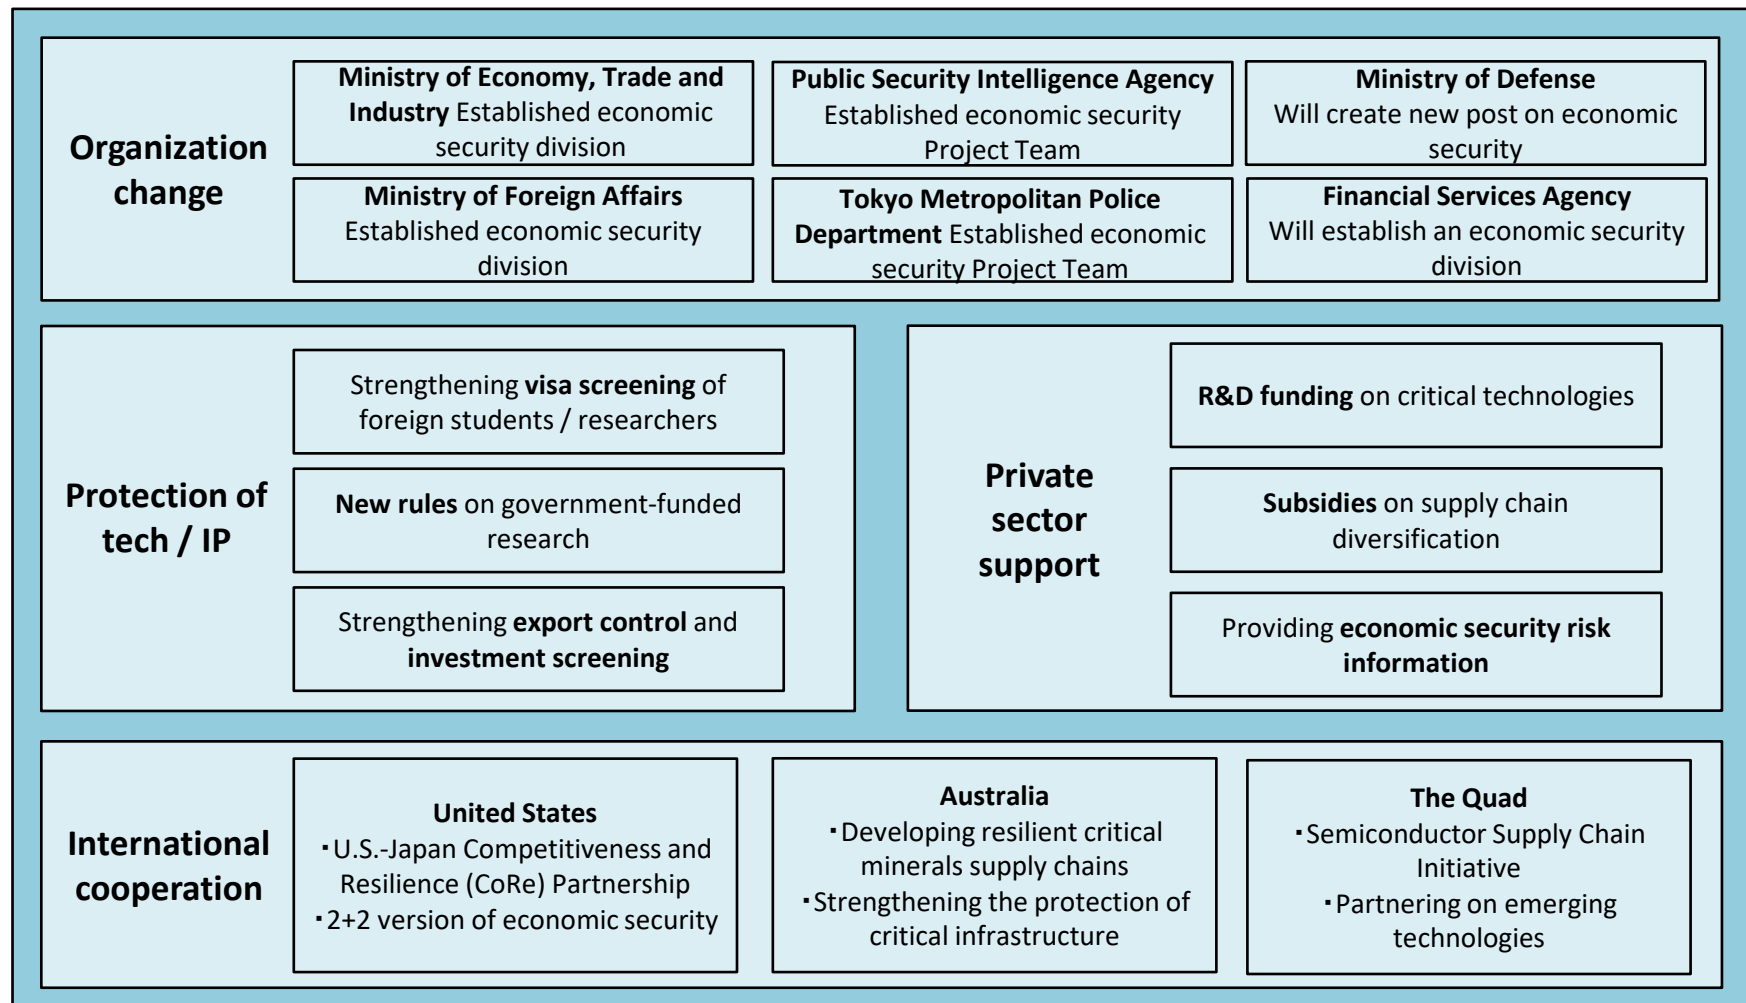 Organization
change
Ministry of Economy, Trade and
Industry Established economic
security division
Public Security Intelligence Agency
Established economic security
Project Team
Ministry of Defense
Will create new post on economic
security
Ministry of Foreign Affairs
Established economic security
division
Tokyo Metropolitan Police
Department Established economic
security Project Team
Financial Services Agency
Will establish an economic security
division
Protection of
tech / IP
Strengthening visa screening of
foreign students / researchers
New rules on government-funded
research
Strengthening export control and
investment screening
Private
sector
support
R&D funding on critical technologies
Subsidies on supply chain
diversification
Providing economic security risk
information
International
cooperation
United States
・U.S.-Japan Competitiveness and
Resilience (CoRe) Partnership
・2+2 version of economic security
Australia
・Developing resilient critical
minerals supply chains
・Strengthening the protection of
critical infrastructure
The Quad
・Semiconductor Supply Chain
Initiative
・Partnering on emerging
technologies